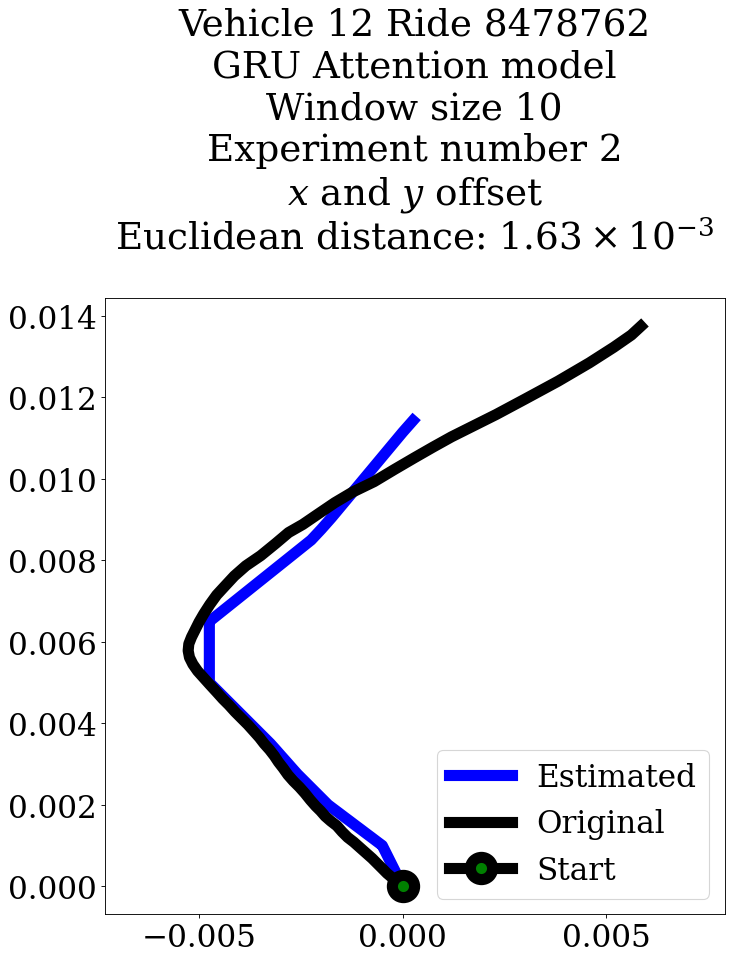 Vehicle 12 Ride 8478762
GRU Attention model
Window size 10
Experiment number 2
x and y offset
Euclidean distance: 1.63 × 10⁻³
0.014
0.012
0.010
0.008
0.006
0.004
0.002
0.000
Estimated
Original
Start
−0.005
0.000
0.005